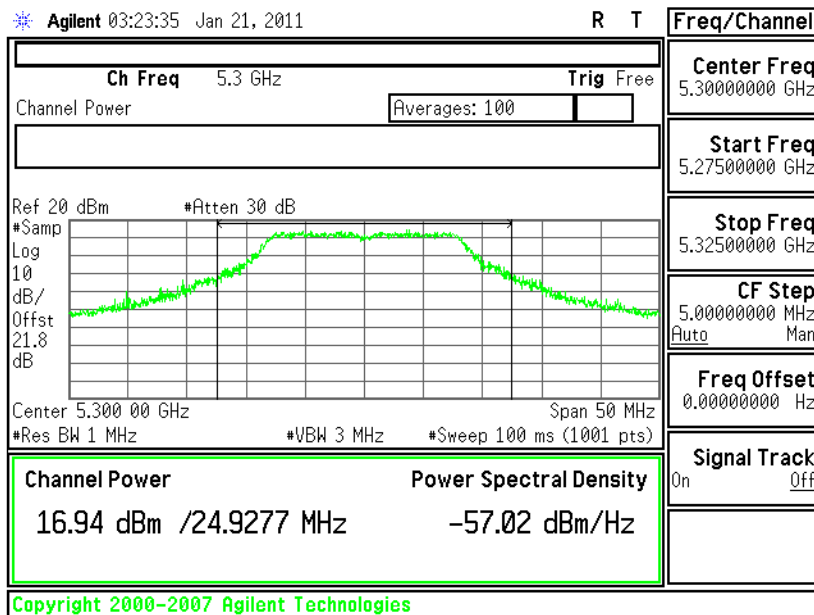 Agilent 03:23:35 Jan 21, 2011 R T
Freq/Channel
Ch Freq 5.3 GHz Trig Free
Channel Power Averages: 100
Ref 20 dBm #Atten 30 dB
#Samp
Log
10
dB/
Offst
21.8
dB
Center 5.300 00 GHz Span 50 MHz
#Res BW 1 MHz #VBW 3 MHz #Sweep 100 ms (1001 pts)
Channel Power Power Spectral Density
16.94 dBm /24.9277 MHz -57.02 dBm/Hz
Center Freq
5.30000000 GHz
Start Freq
5.27500000 GHz
Stop Freq
5.32500000 GHz
CF Step
5.00000000 MHz
Auto Man
Freq Offset
0.00000000 Hz
Signal Track
On Off
Copyright 2000-2007 Agilent Technologies